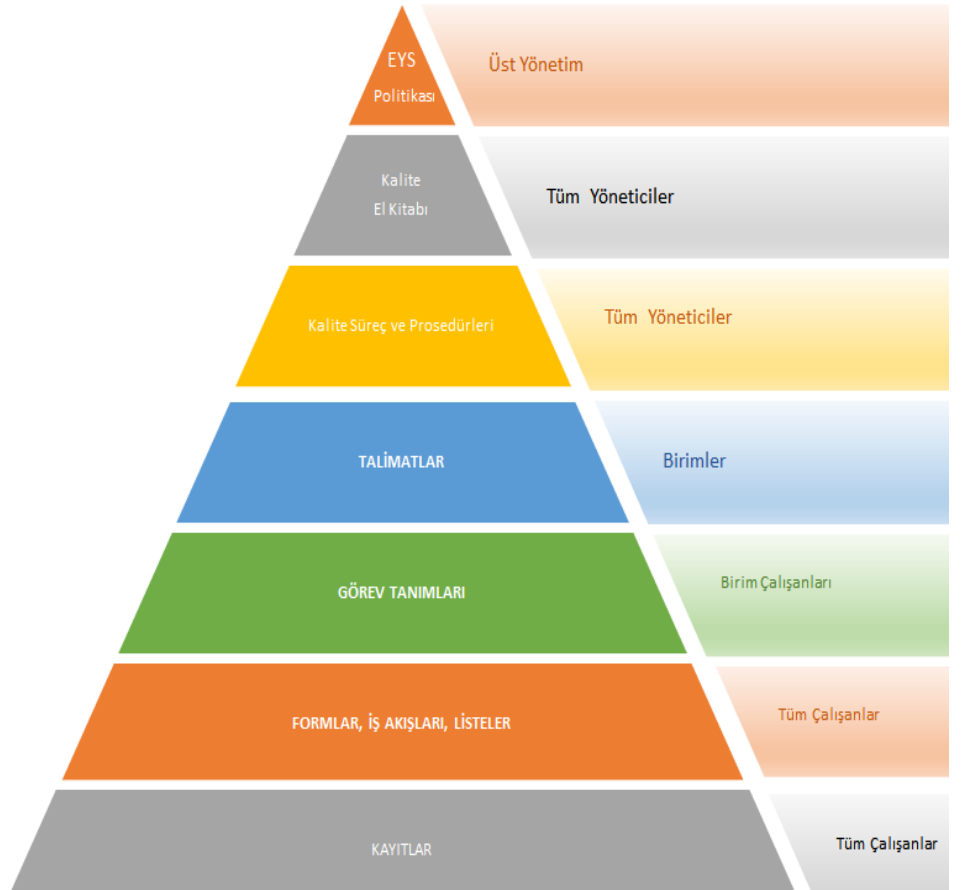 EYS
Politikası
Üst Yönetim
Kalite
El Kitabı
Tüm Yöneticiler
Kalite Süreç ve Prosedürleri
Tüm Yöneticiler
TALİMATLAR
Birimler
GÖREV TANIMLARI
Birim Çalışanları
FORMLAR, İŞ AKIŞLARI, LİSTELER
Tüm Çalışanlar
KAYITLAR
Tüm Çalışanlar